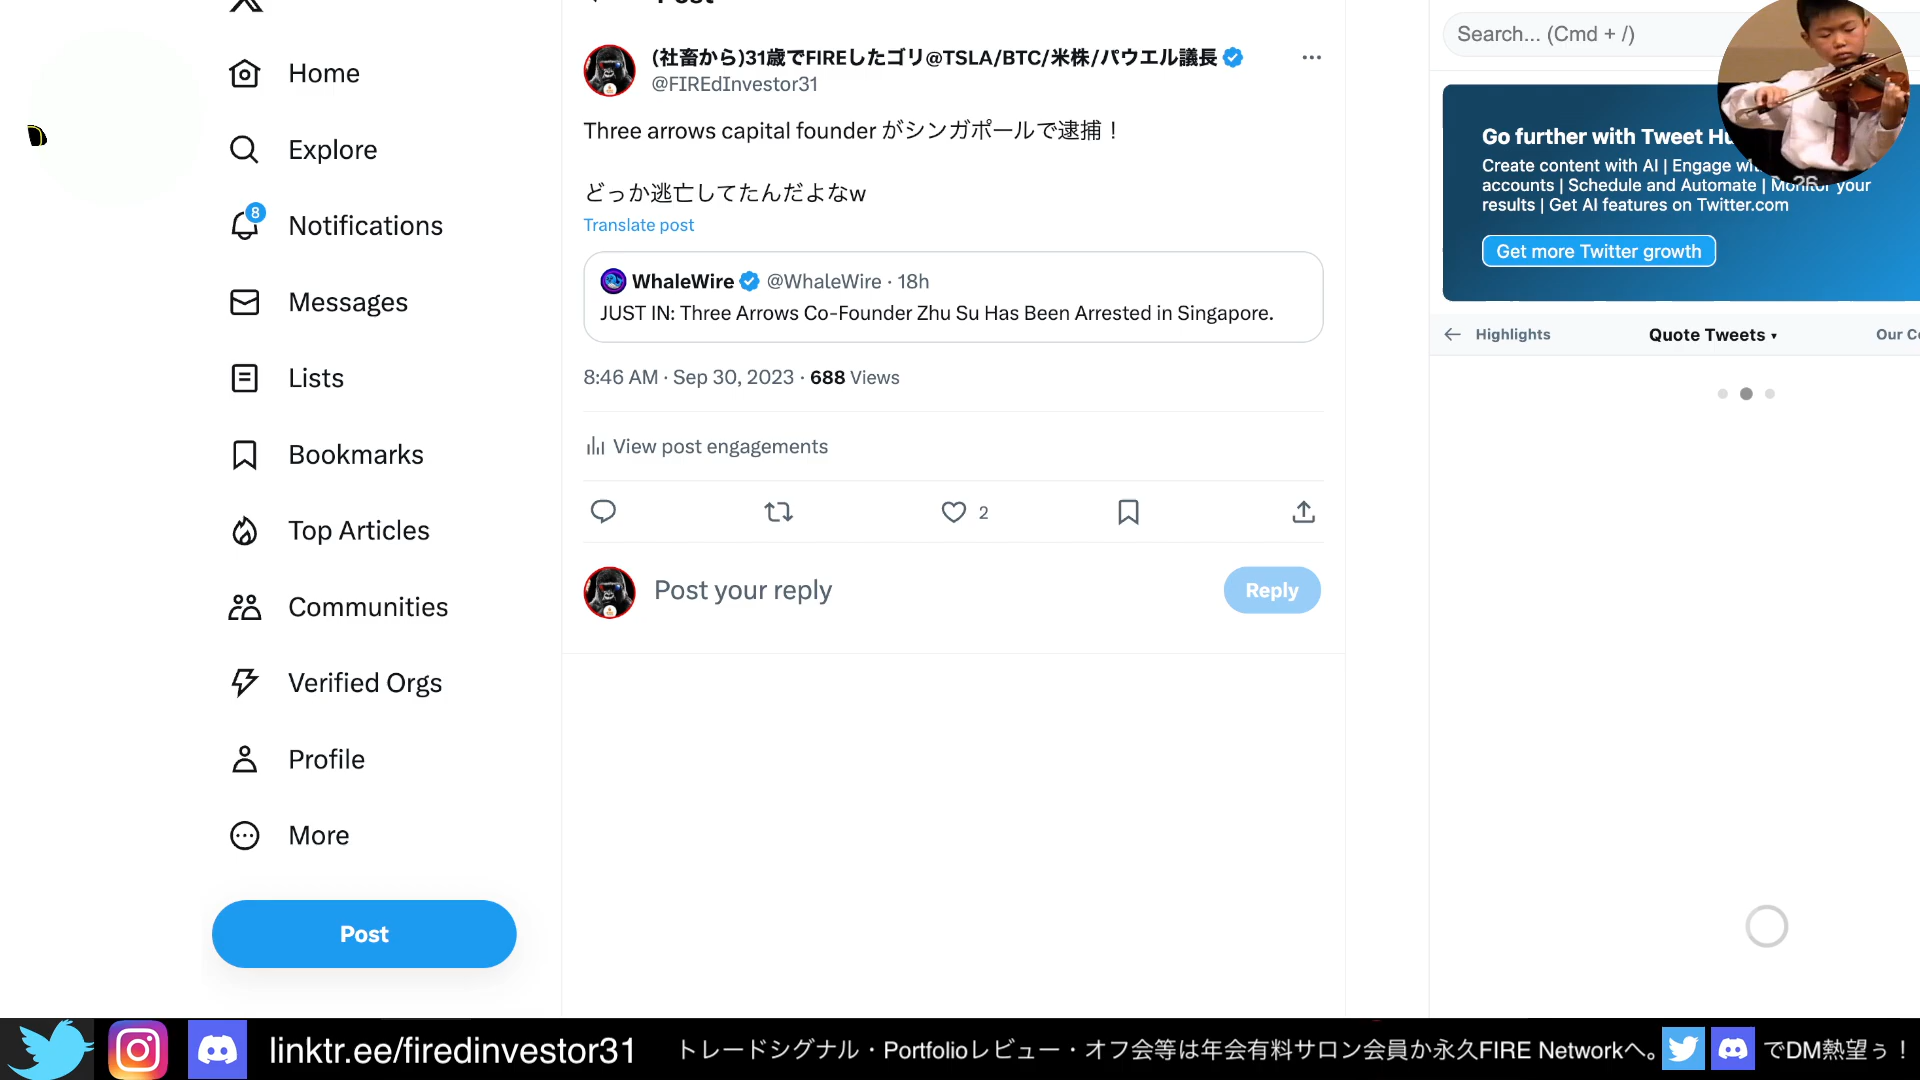 Post
Home
Explore
8
Notifications
Messages
Lists
Bookmarks
Top Articles
Communities
Verified Orgs
Profile
More
Post
(社畜から)31歳でFIREしたゴリ@TSLA/BTC/米株/パウエル議長
@FIREdInvestor31
Three arrows capital founder がシンガポールで逮捕！
どっか逃亡してたんだよなw
Translate post
WhaleWire @WhaleWire · 18h
JUST IN: Three Arrows Co-Founder Zhu Su Has Been Arrested in Singapore.
8:46 AM · Sep 30, 2023 · 688 Views
View post engagements
2
Post your reply
Reply
Search... (Cmd + /)
Go further with Tweet
Create content with AI | Engage
accounts | Schedule and Automate | Monitor your
results | Get AI features on Twitter.com
Get more Twitter growth
← Highlights
Quote Tweets ▾
Our
linktr.ee/firedinvestor31
トレードシグナル・Portfolioレビュー・オフ会等は年会有料サロン会員か永久FIRE Networkへ。
でDM熱望ぅ！